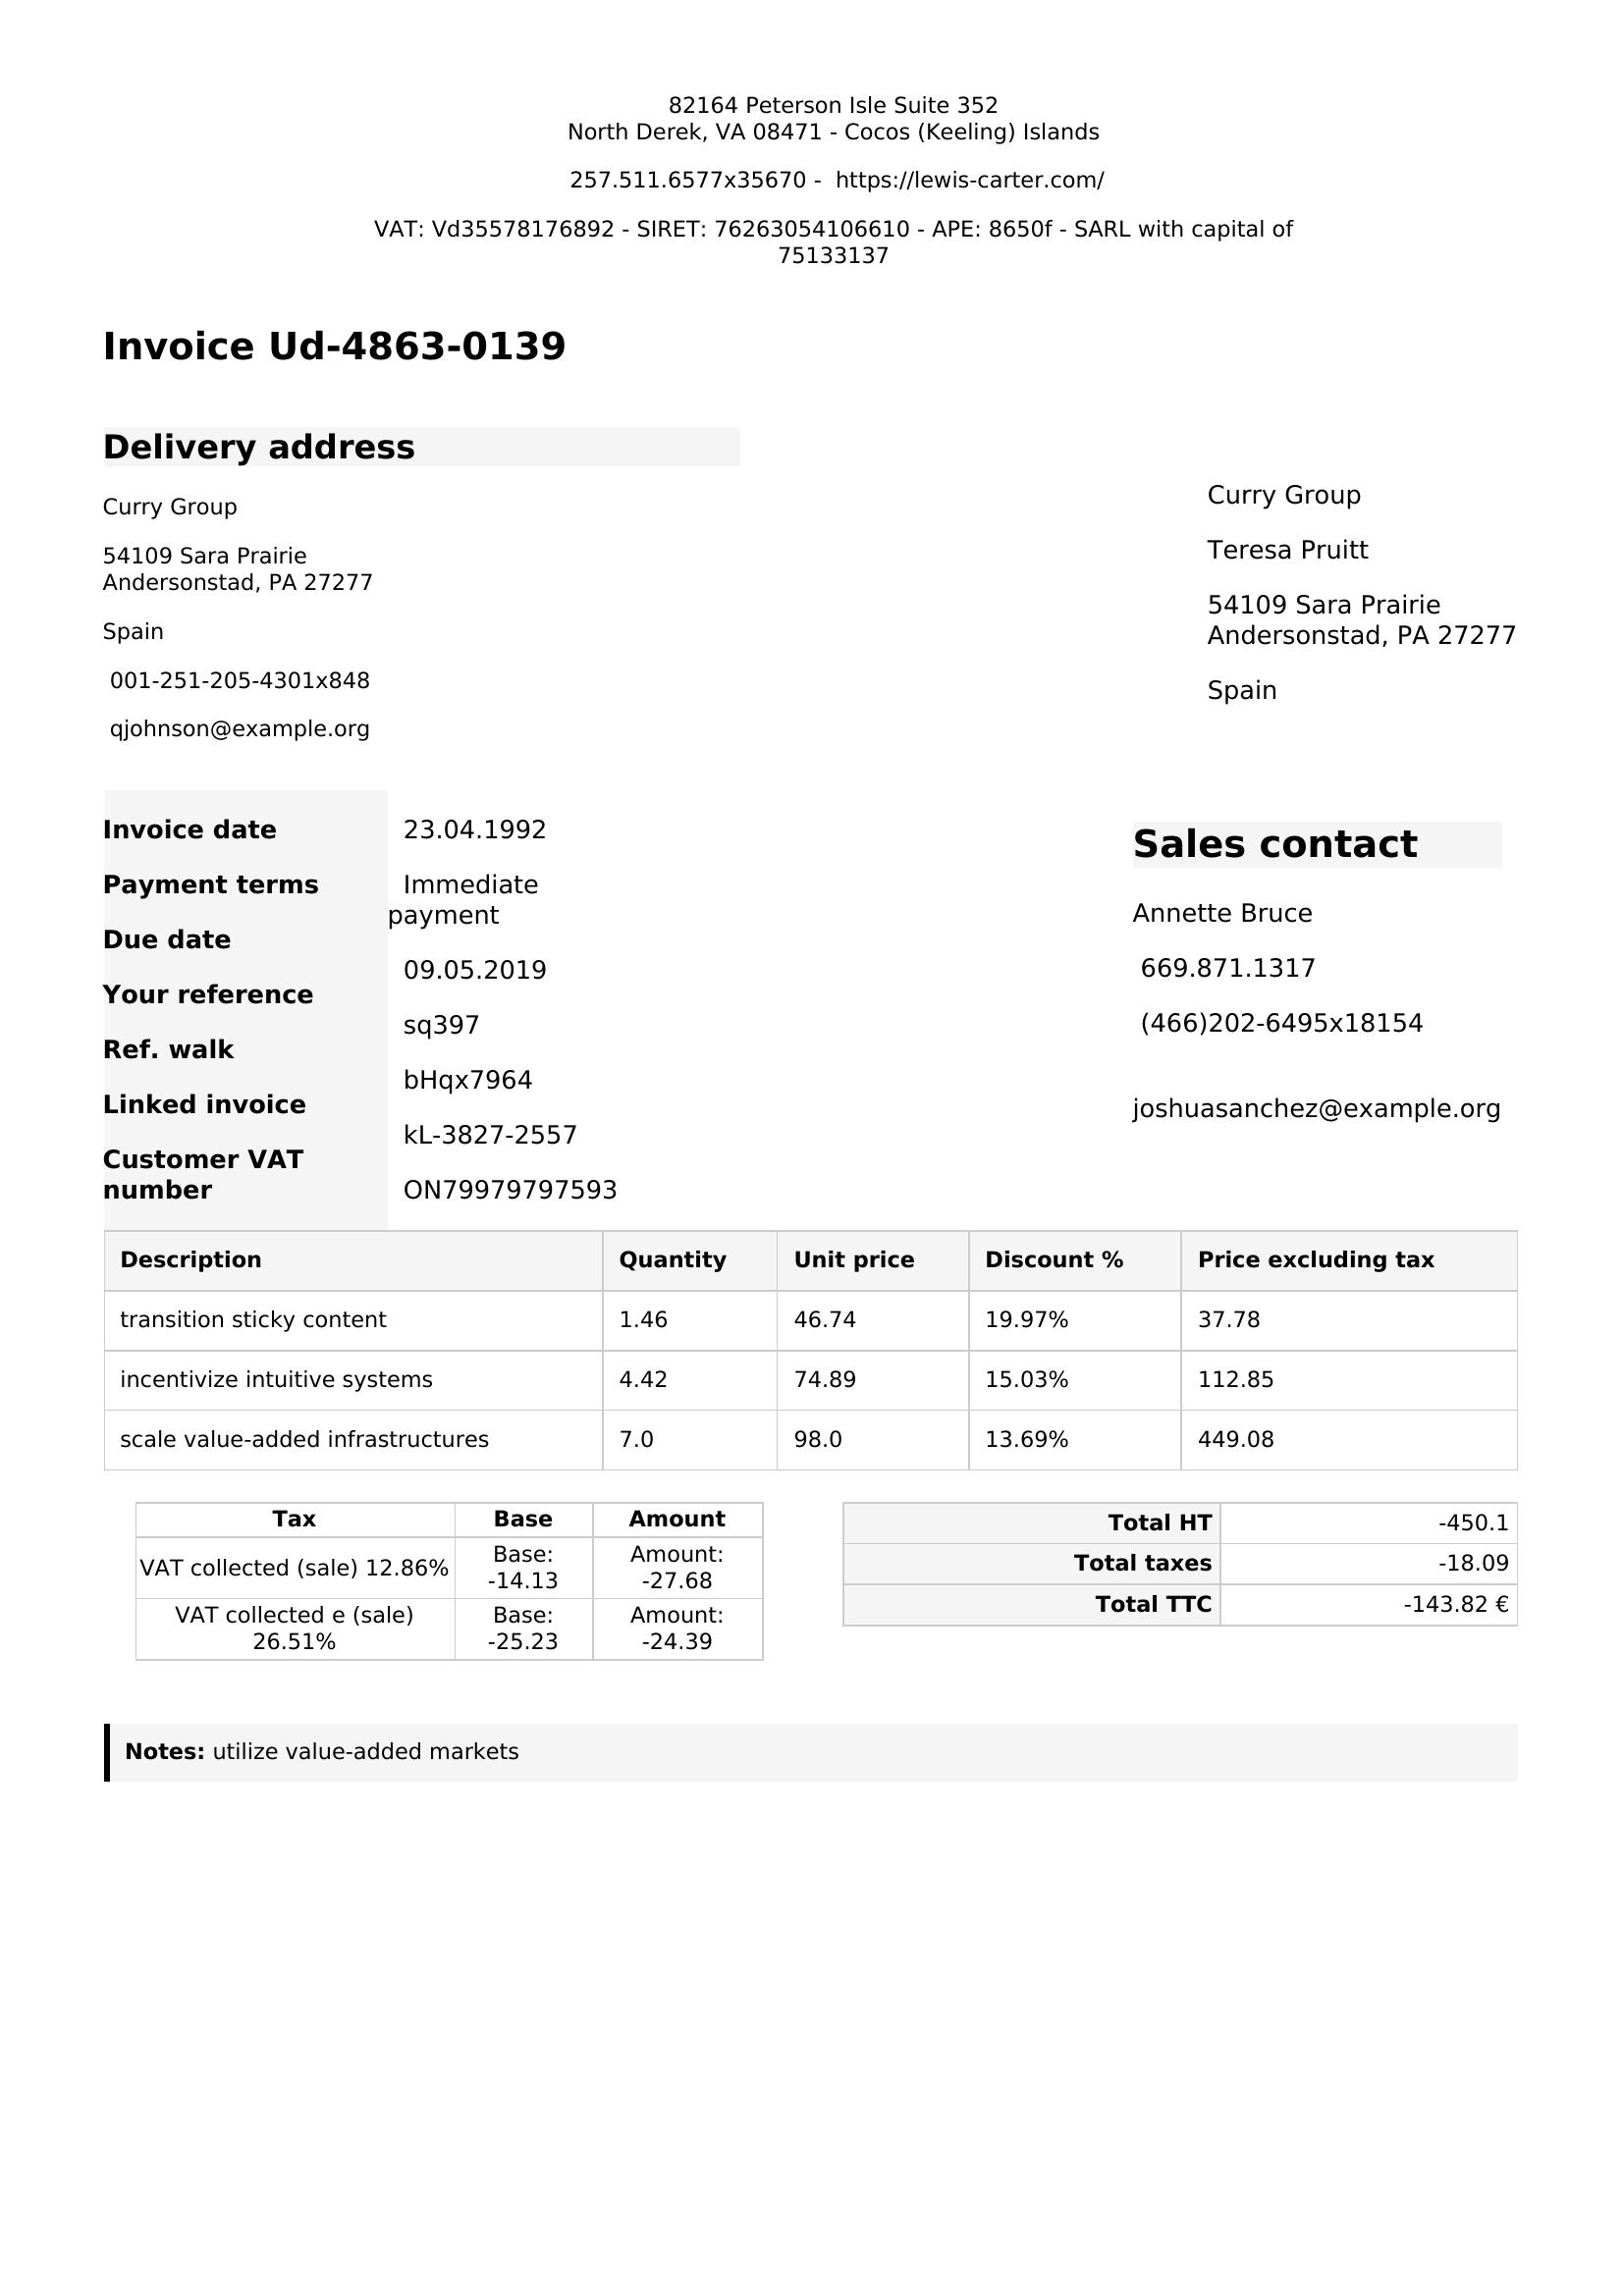 82164 Peterson Isle Suite 352
North Derek, VA 08471 - Cocos (Keeling) Islands
257.511.6577x35670 - https://lewis-carter.com/
VAT: Vd35578176892 - SIRET: 76263054106610 - APE: 8650f - SARL with capital of
75133137
Invoice Ud-4863-0139
Delivery address
Curry Group
54109 Sara Prairie
Andersonstad, PA 27277
Spain
001-251-205-4301x848
qjohnson@example.org
Curry Group
Teresa Pruitt
54109 Sara Prairie
Andersonstad, PA 27277
Spain
Invoice date
Payment terms
Due date
Your reference
Ref. walk
Linked invoice
Customer VAT
number
23.04.1992
Immediate
payment
09.05.2019
sq397
bHqx7964
kL-3827-2557
ON79979797593
Sales contact
Annette Bruce
669.871.1317
(466)202-6495x18154
joshuasanchez@example.org
Description Quantity Unit price Discount % Price excluding tax
transition sticky content 1.46 46.74 19.97% 37.78
incentivize intuitive systems 4.42 74.89 15.03% 112.85
scale value-added infrastructures 7.0 98.0 13.69% 449.08
Tax Base Amount
VAT collected (sale) 12.86% Base: -14.13 Amount: -27.68
VAT collected e (sale) 26.51% Base: -25.23 Amount: -24.39
Total HT -450.1
Total taxes -18.09
Total TTC -143.82 €
Notes: utilize value-added markets